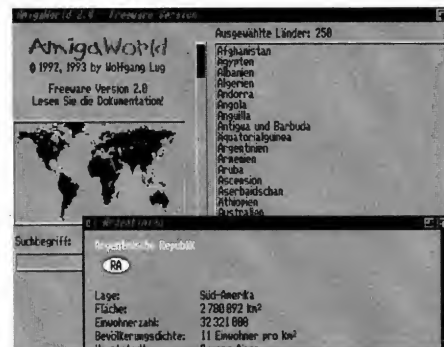 AmigaWorld 2.4 Freeware Version
AmigaWorld
© 1992, 1993 by Wolfgang Lug
Freeware Version 2.0
Lesen Sie die Dokumentation!
Ausgewählte Länder: 250
Afghanistan
Ägypten
Albanien
Algerien
Andorra
Angola
Anguilla
Antigua und Barbuda
Äquatorialguinea
Argentinien
Armenien
Aruba
Ascension
Aserbaidschan
Äthiopien
Australien
Suchbegriff:
Argentinien
Argentinische Republik
RA
Lage: Süd-Amerika
Fläche: 2 780 092 km²
Einwohnerzahl: 32 321 000
Bevölkerungsdichte: 11 Einwohner pro km²